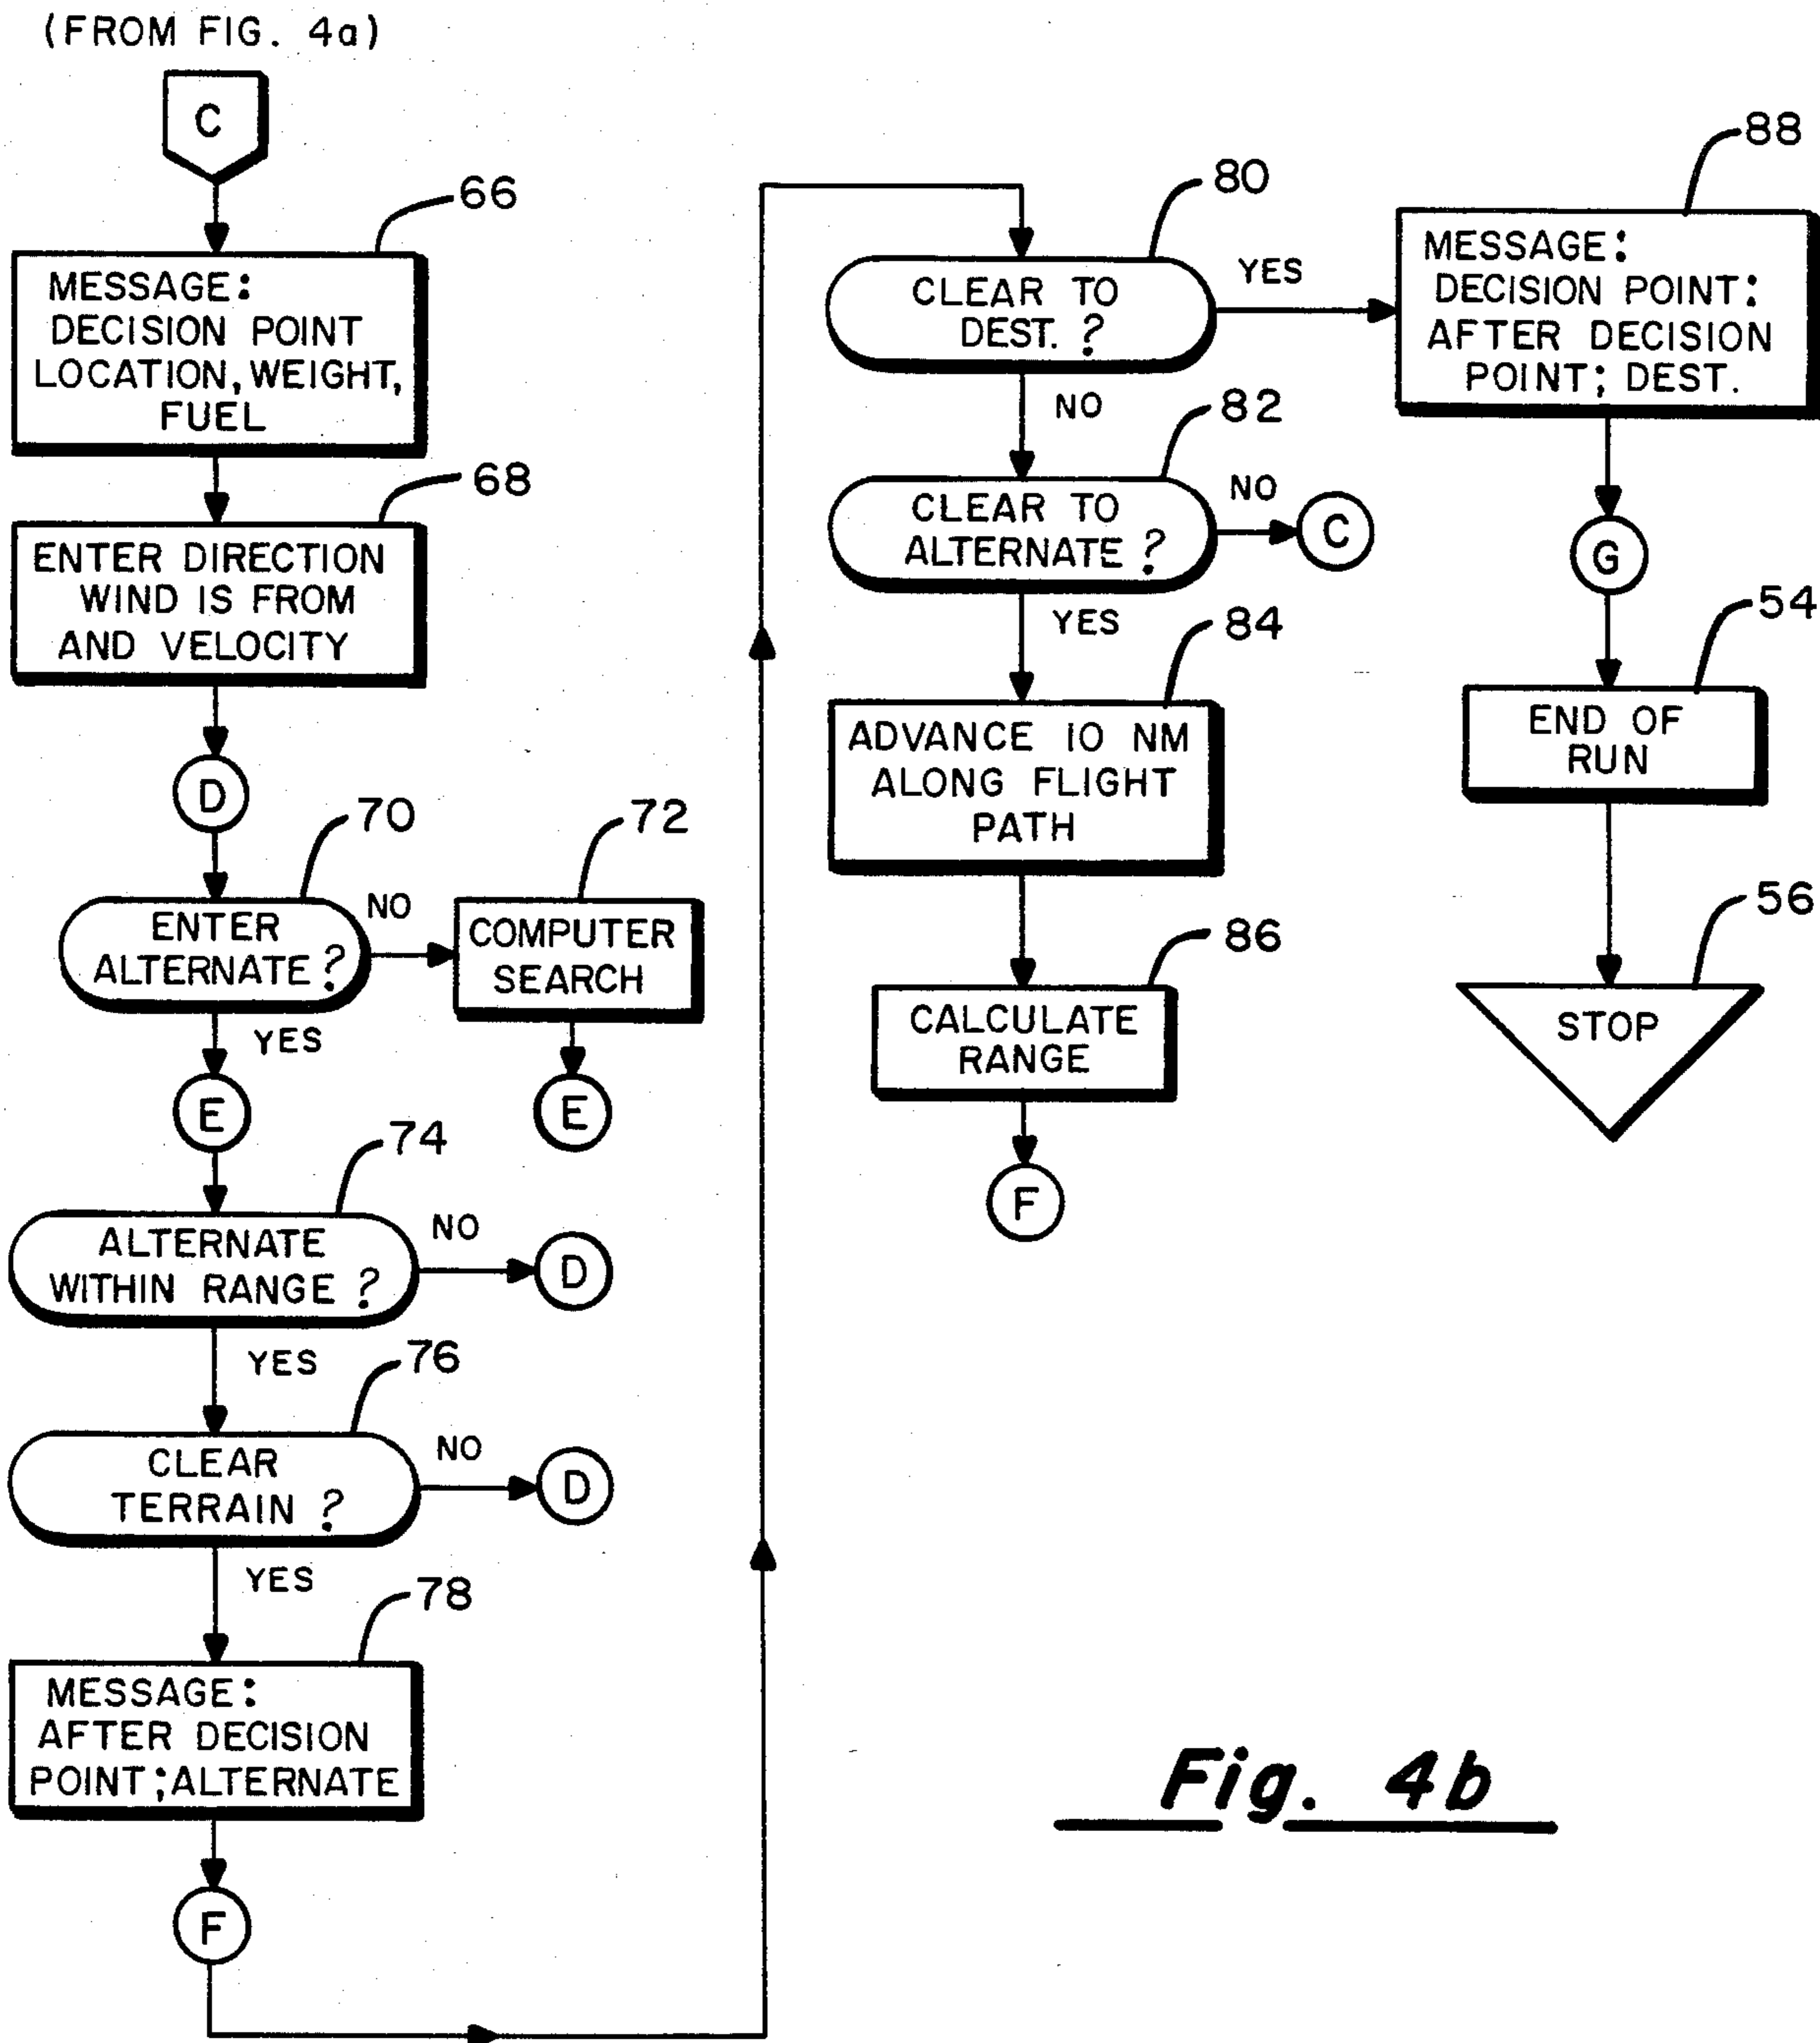 (FROM FIG. 4a)
C
66
MESSAGE:
DECISION POINT
LOCATION, WEIGHT,
FUEL
68
ENTER DIRECTION
WIND IS FROM
AND VELOCITY
D
70
ENTER
ALTERNATE?
NO
72
COMPUTER
SEARCH
E
YES
E
74
ALTERNATE
WITHIN RANGE?
NO
D
YES
76
CLEAR
TERRAIN?
NO
D
YES
78
MESSAGE:
AFTER DECISION
POINT; ALTERNATE
F
80
CLEAR TO
DEST.?
YES
NO
82
CLEAR TO
ALTERNATE?
NO
C
YES
84
ADVANCE 10 NM
ALONG FLIGHT
PATH
86
CALCULATE
RANGE
F
88
MESSAGE:
DECISION POINT:
AFTER DECISION
POINT; DEST.
G
54
END OF
RUN
56
STOP
Fig. 4b